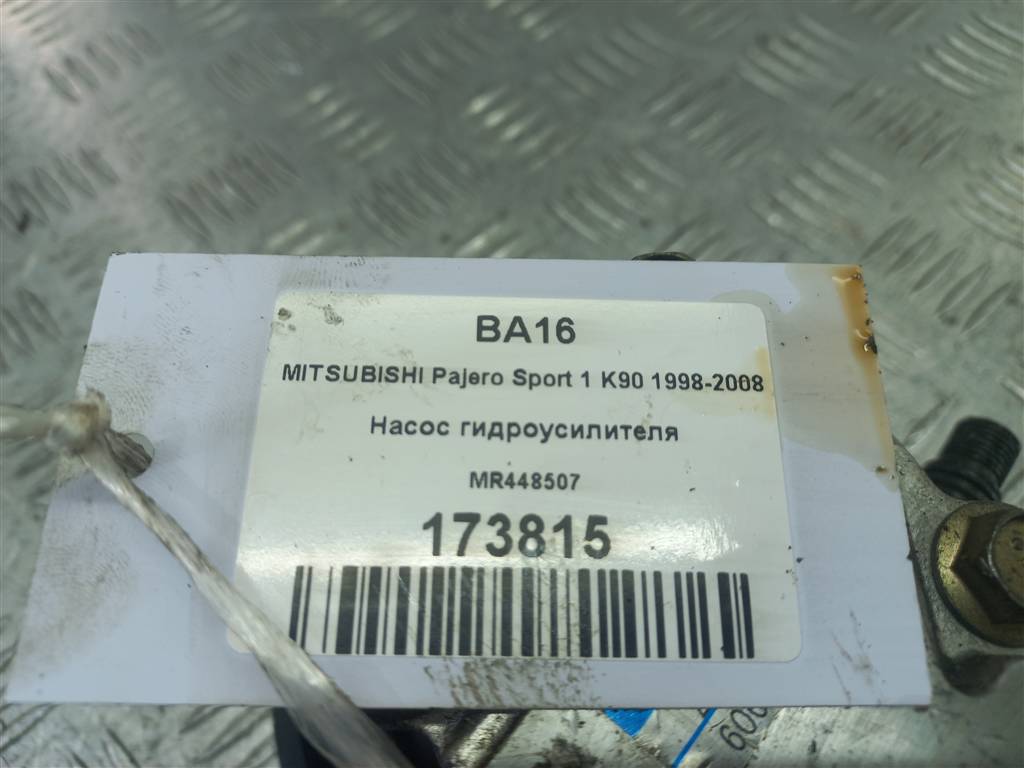 BA16
MITSUBISHI Pajero Sport 1 K90 1998-2008
Насос гидроусилителя
MR448507
173815